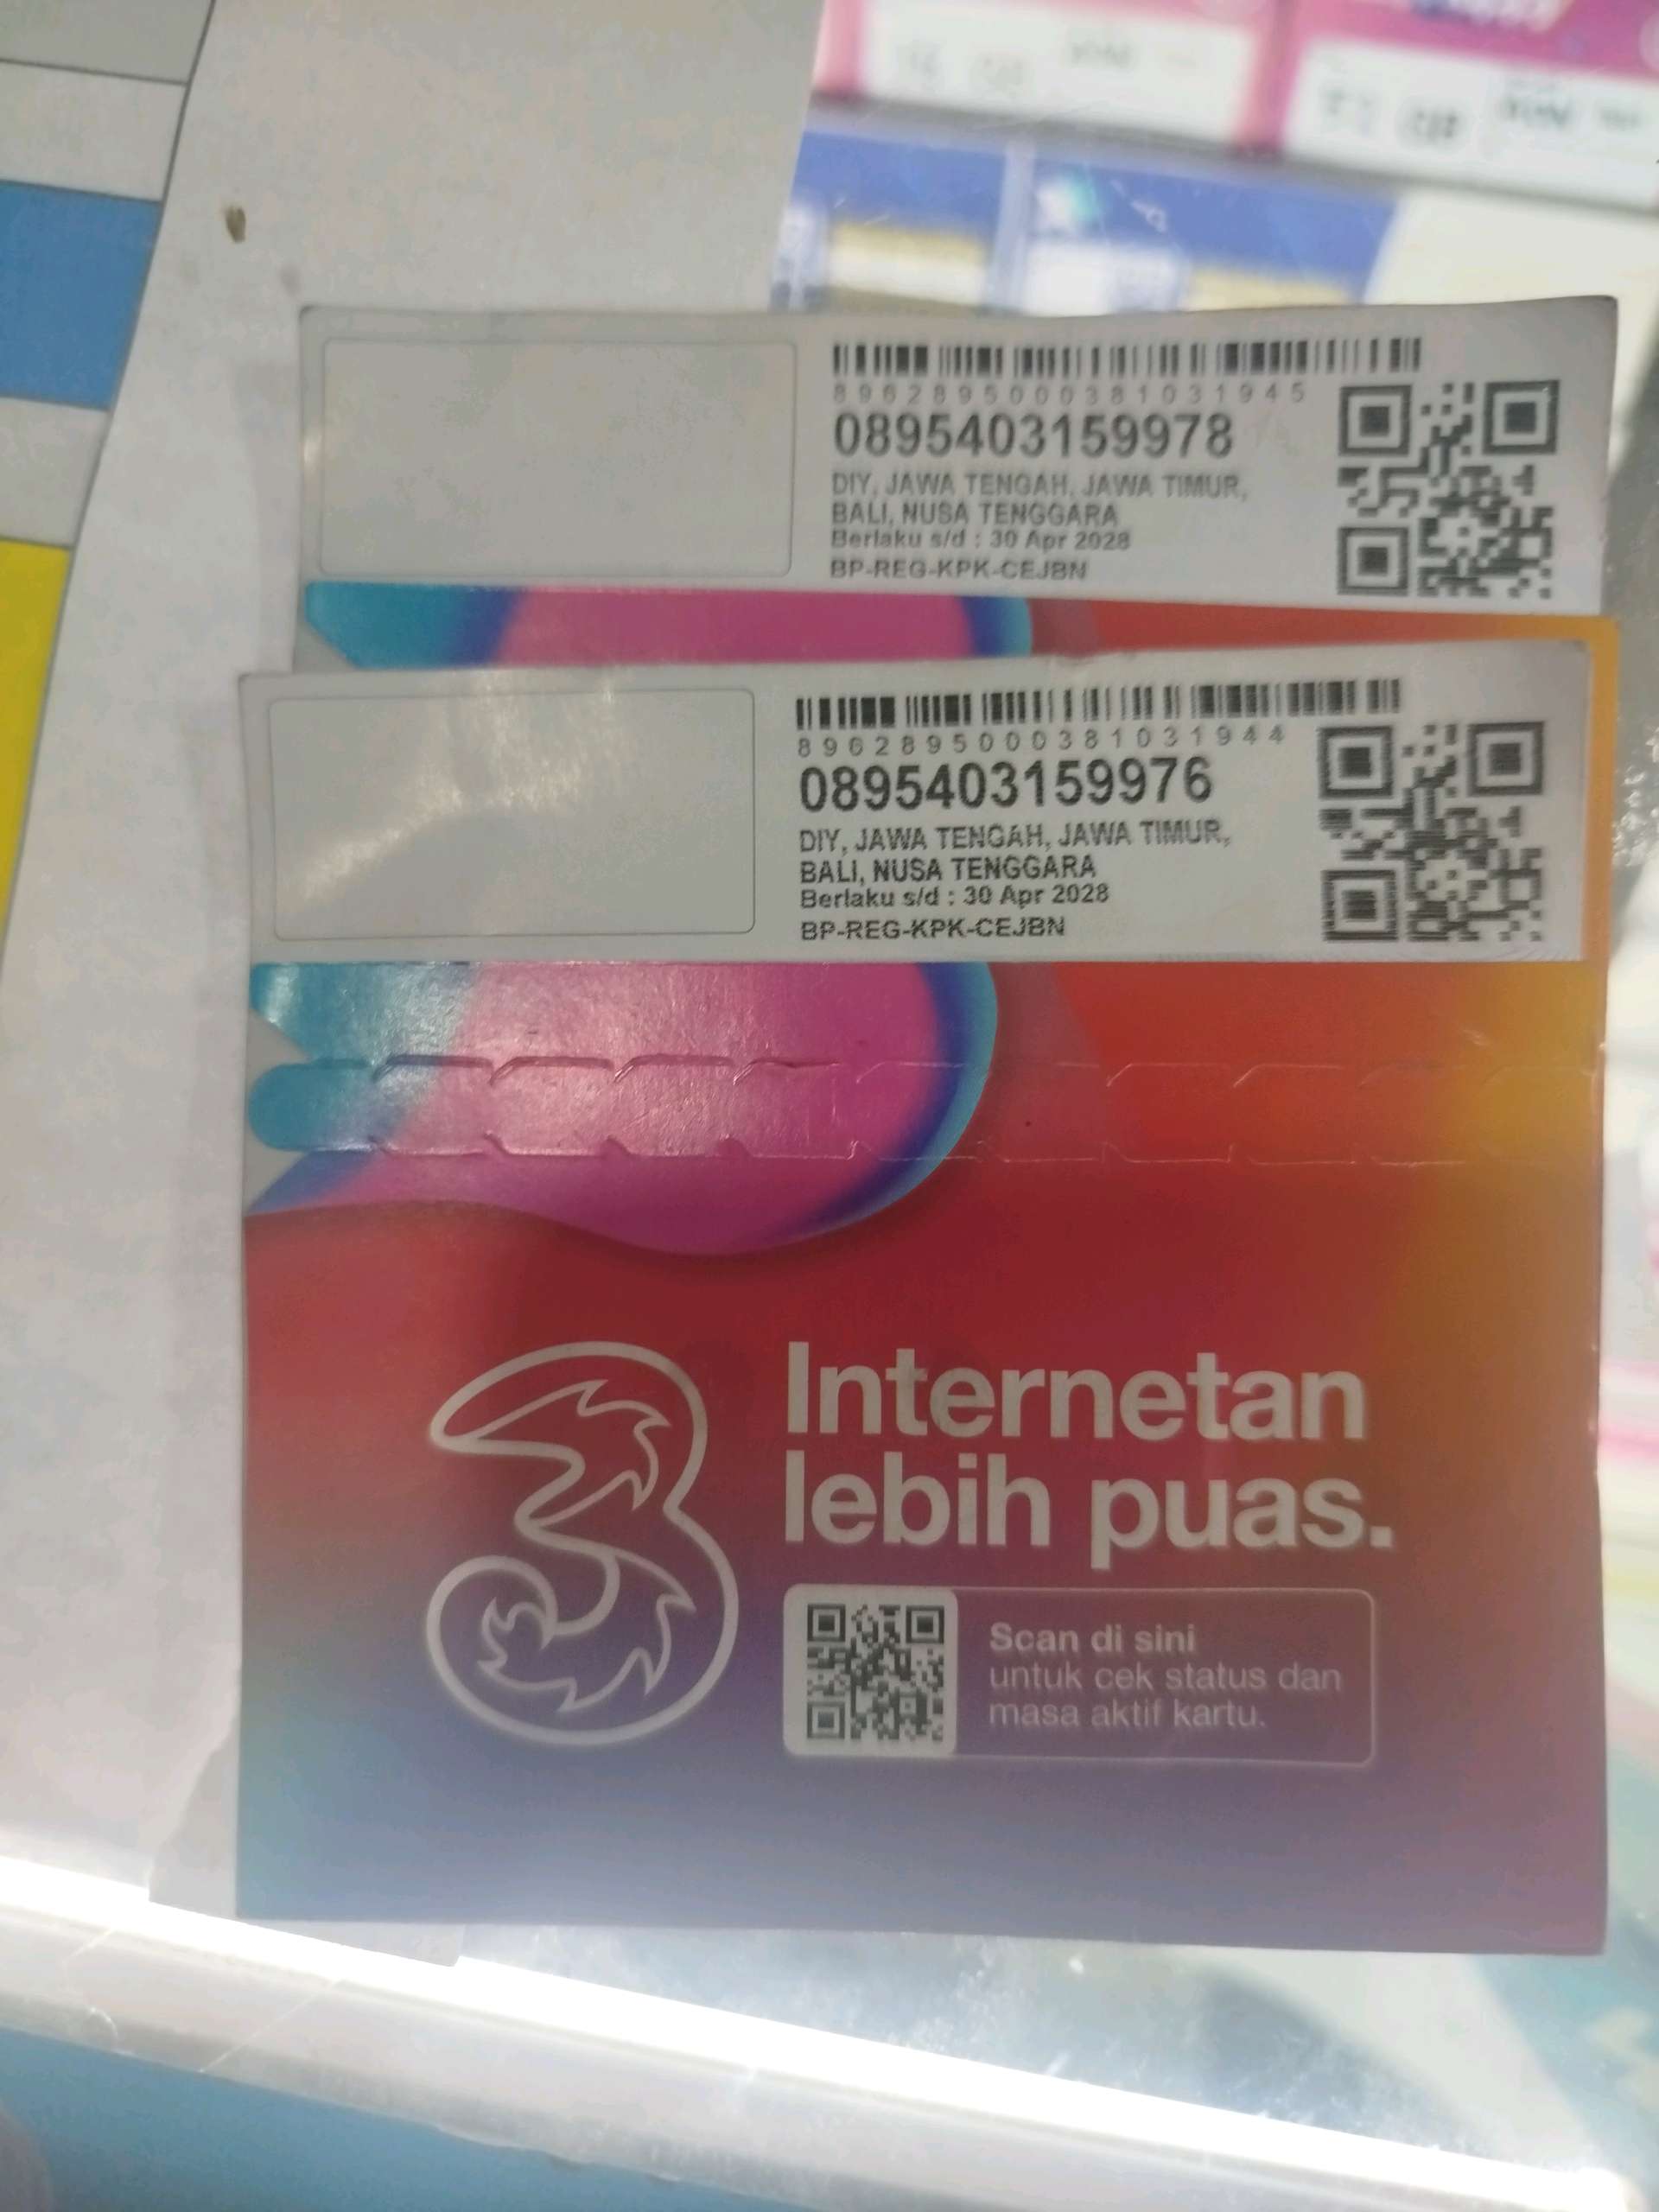 8962895000381031945
0895403159978
DIY, JAWA TENGAH, JAWA TIMUR,
BALI, NUSA TENGGARA
Berlaku s/d : 30 Apr 2028
BP-REG-KPK-CEJBN
8962895000381031944
0895403159976
DIY, JAWA TENGAH, JAWA TIMUR,
BALI, NUSA TENGGARA
Berlaku s/d : 30 Apr 2028
BP-REG-KPK-CEJBN
3
Internetan
lebih puas.
Scan di sini
untuk cek status dan
masa aktif kartu.